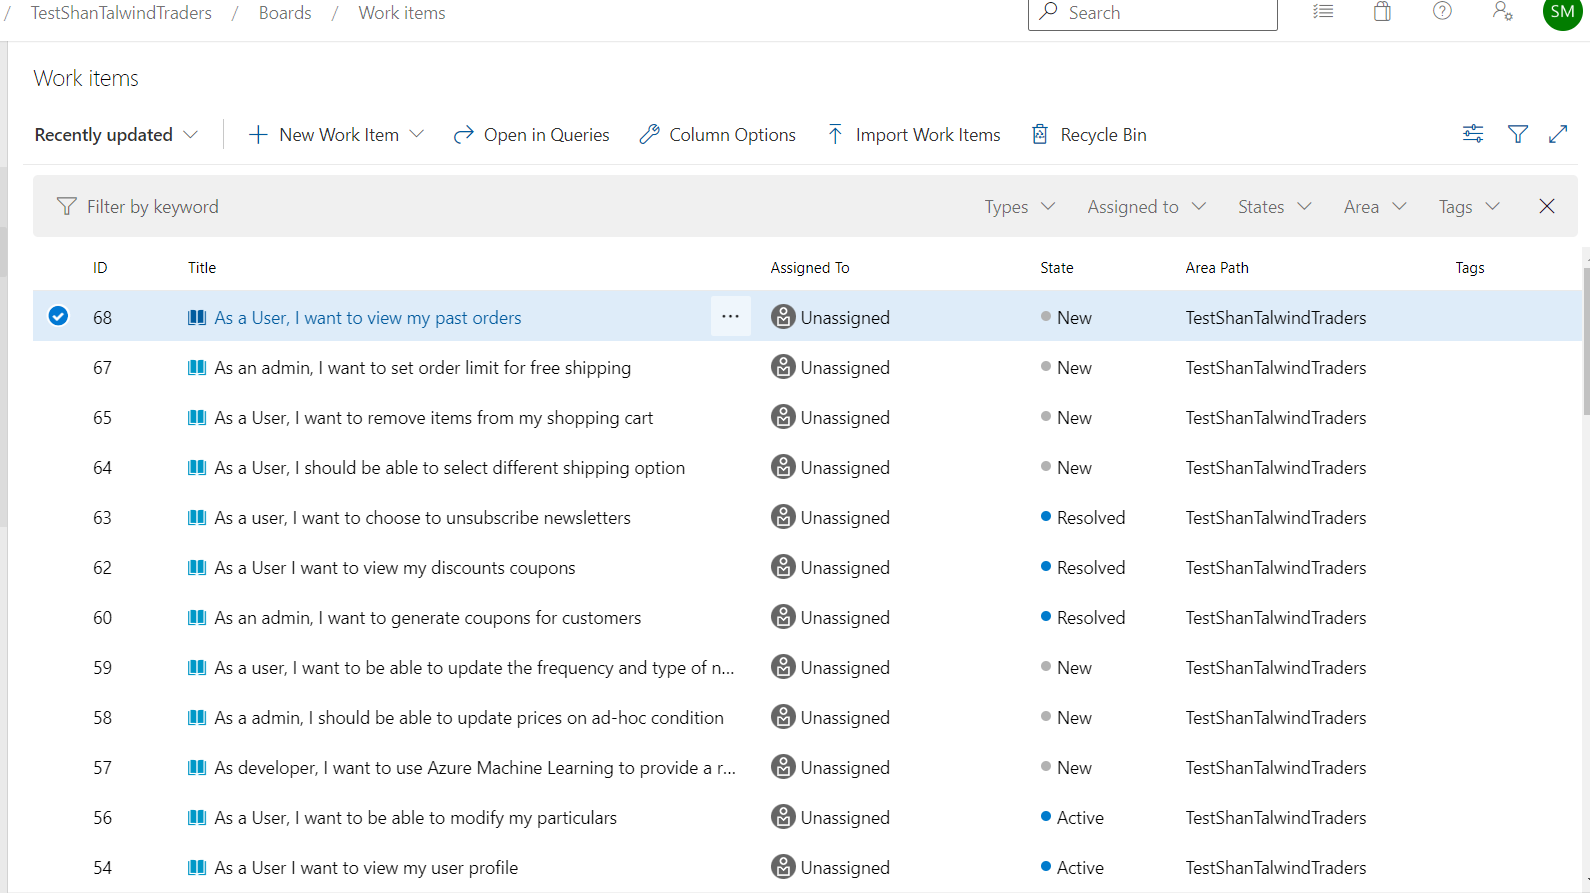 / TestShanTalwindTraders / Boards / Work items Search SM
Work items
Recently updated New Work Item Open in Queries Column Options Import Work Items Recycle Bin
Filter by keyword Types Assigned to States Area Tags
ID Title Assigned To State Area Path Tags
68 As a User, I want to view my past orders ... Unassigned New TestShanTalwindTraders
67 As an admin, I want to set order limit for free shipping Unassigned New TestShanTalwindTraders
65 As a User, I want to remove items from my shopping cart Unassigned New TestShanTalwindTraders
64 As a User, I should be able to select different shipping option Unassigned New TestShanTalwindTraders
63 As a user, I want to choose to unsubscribe newsletters Unassigned Resolved TestShanTalwindTraders
62 As a User I want to view my discounts coupons Unassigned Resolved TestShanTalwindTraders
60 As an admin, I want to generate coupons for customers Unassigned Resolved TestShanTalwindTraders
59 As a user, I want to be able to update the frequency and type of n... Unassigned New TestShanTalwindTraders
58 As a admin, I should be able to update prices on ad-hoc condition Unassigned New TestShanTalwindTraders
57 As developer, I want to use Azure Machine Learning to provide a r... Unassigned New TestShanTalwindTraders
56 As a User, I want to be able to modify my particulars Unassigned Active TestShanTalwindTraders
54 As a User I want to view my user profile Unassigned Active TestShanTalwindTraders